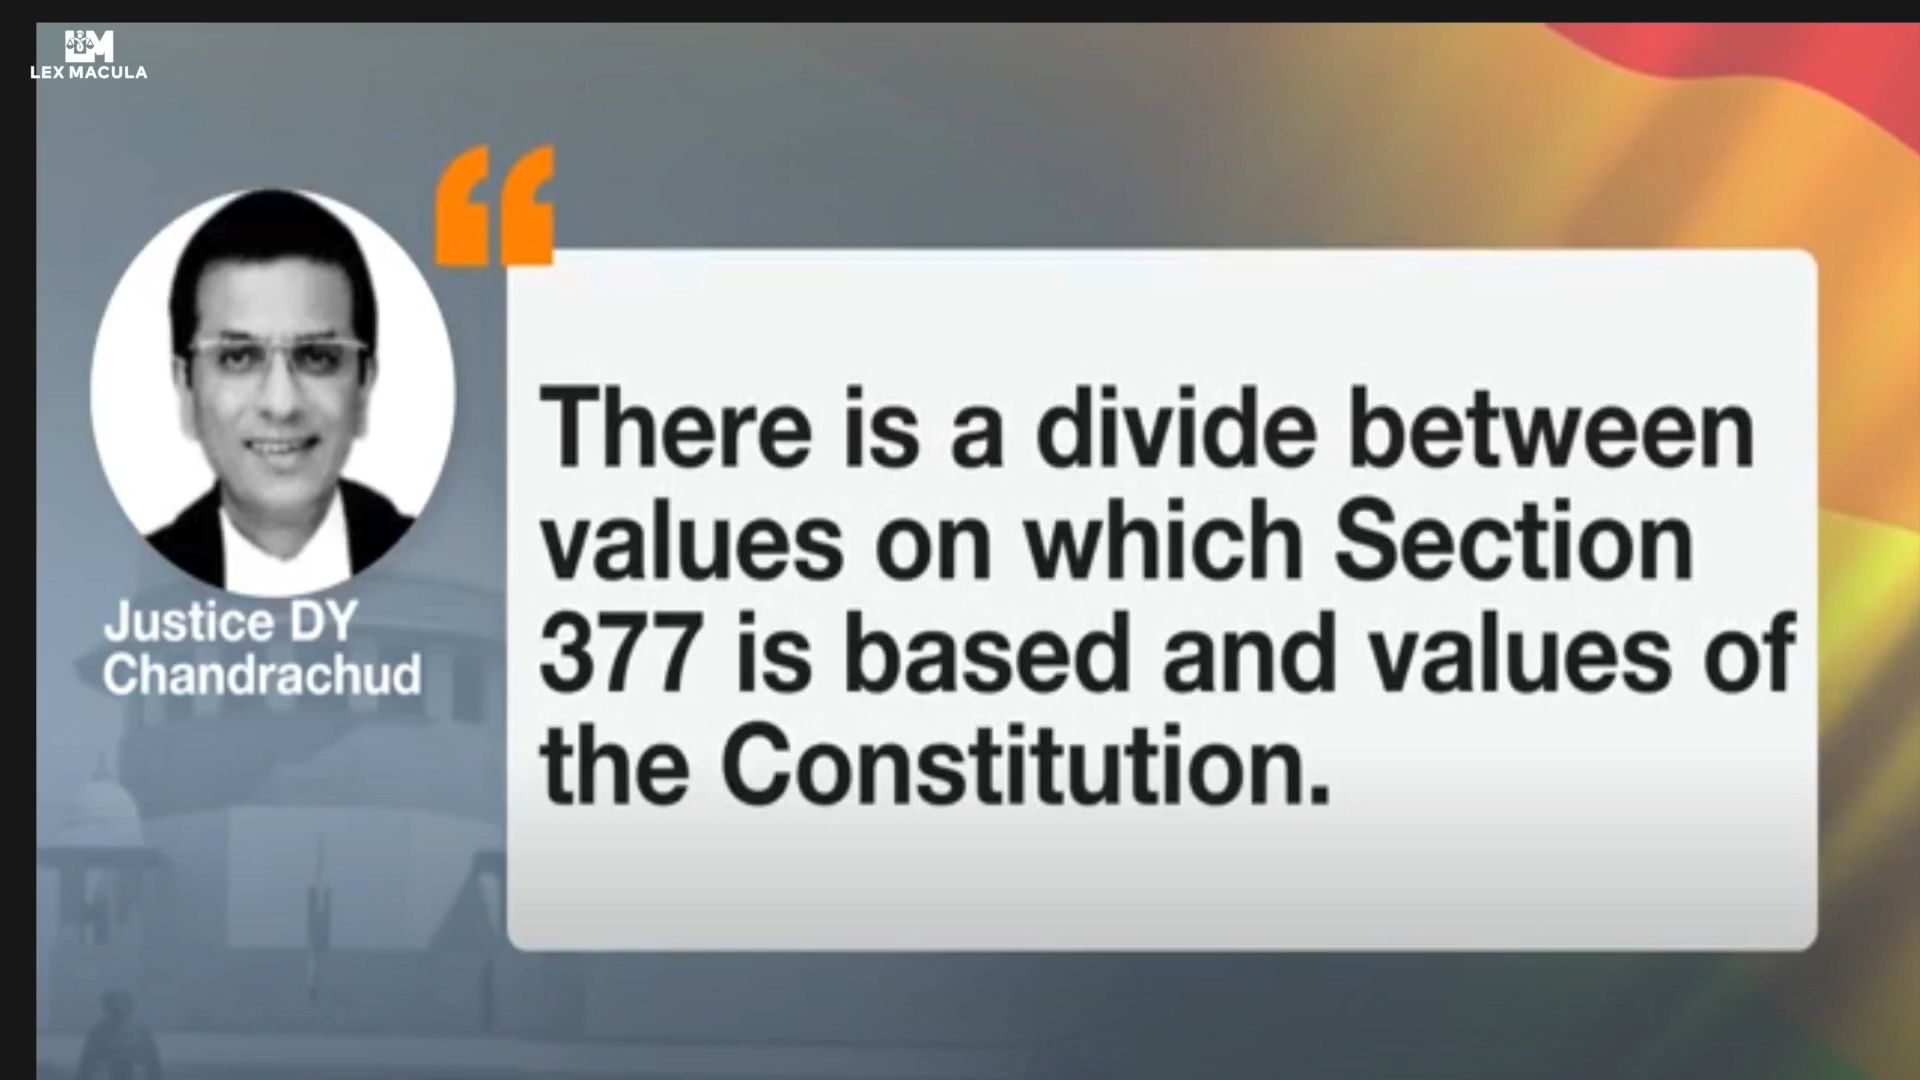 LM
LEX MACULA
“
There is a divide between
values on which Section
377 is based and values of
the Constitution.
Justice DY
Chandrachud